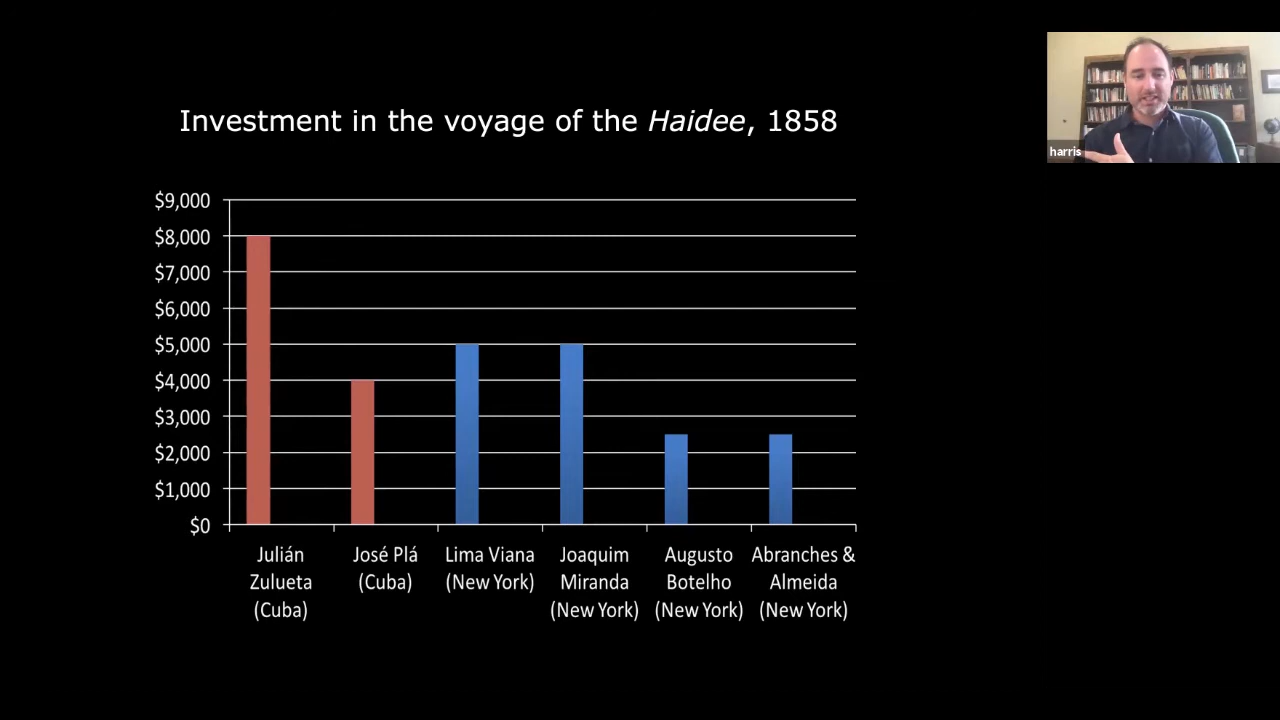 Investment in the voyage of the Haidee, 1858
harris
$9,000
$8,000
$7,000
$6,000
$5,000
$4,000
$3,000
$2,000
$1,000
$0
Julián
Zulueta
(Cuba)
José Plá
(Cuba)
Lima Viana
(New York)
Joaquim
Miranda
(New York)
Augusto
Botelho
(New York)
Abranches &
Almeida
(New York)